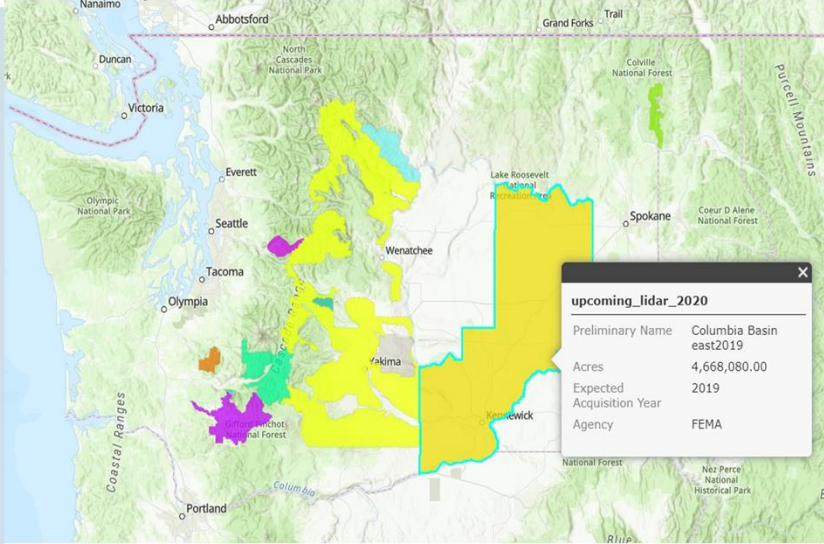 Nanaimo
Abbotsford
Trail
Grand Forks
North
Cascades
National Park
Duncan
Colville
National Forest
Purcell Mountains
Victoria
Everett
Lake Roosevelt
National
Recreation Area
Olympic
National Park
Seattle
Spokane
Coeur D Alene
National Forest
Wenatchee
Tacoma
Olympia
Cascade Range
upcoming_lidar_2020
Preliminary Name Columbia Basin
east2019
Acres 4,668,080.00
Expected 2019
Acquisition Year
Agency FEMA
Yakima
Coastal Ranges
Gifford Pinchot
National Forest
Kennewick
National Forest
Nez Perce
National
Historical Park
Columbia
Portland
Blue